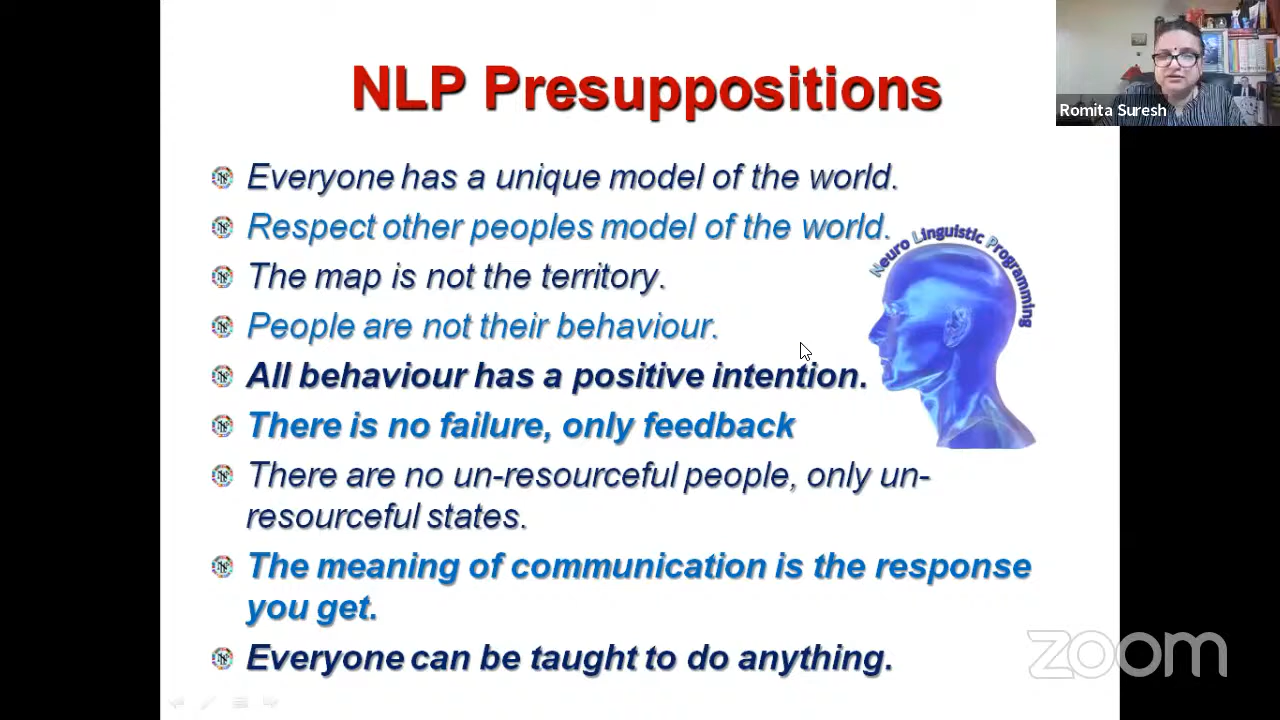 NLP Presuppositions
Romita Suresh
Everyone has a unique model of the world.
Respect other peoples model of the world.
Neuro Linguistic Programming
The map is not the territory.
People are not their behaviour.
All behaviour has a positive intention.
There is no failure, only feedback
There are no un-resourceful people, only un-
resourceful states.
The meaning of communication is the response
you get.
Everyone can be taught to do anything.
zoom